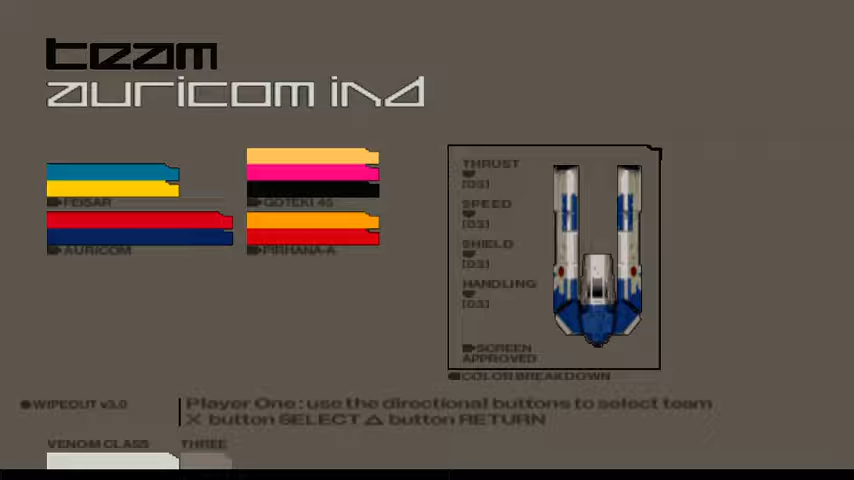 team
auricom ind
FEISAR
GOTEKI 45
AURICOM
PIRHANA-A
THRUST
[03]
SPEED
[03]
SHIELD
[03]
HANDLING
[03]
SCREEN
APPROVED
COLOR BREAKDOWN
WIPEOUT v3.0
Player One : use the directional buttons to select team
X button SELECT △ button RETURN
VENOM CLASS
THREE